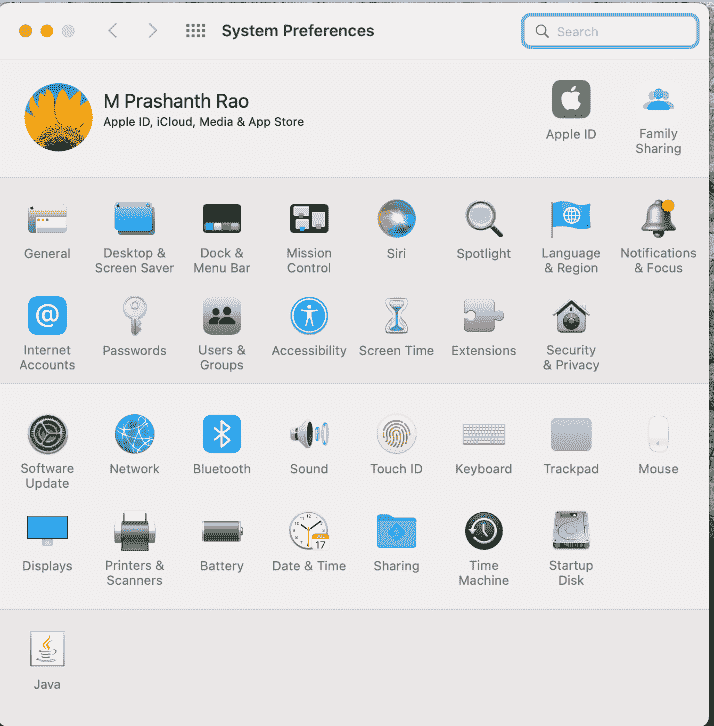 System Preferences
Search
M Prashanth Rao
Apple ID, iCloud, Media & App Store
Apple ID
Family
Sharing
General
Desktop &
Screen Saver
Dock &
Menu Bar
Mission
Control
Siri
Spotlight
Language
& Region
Notifications
& Focus
Internet
Accounts
Passwords
Users &
Groups
Accessibility
Screen Time
Extensions
Security
& Privacy
Software
Update
Network
Bluetooth
Sound
Touch ID
Keyboard
Trackpad
Mouse
Displays
Printers &
Scanners
Battery
Date & Time
17
Sharing
Time
Machine
Startup
Disk
Java